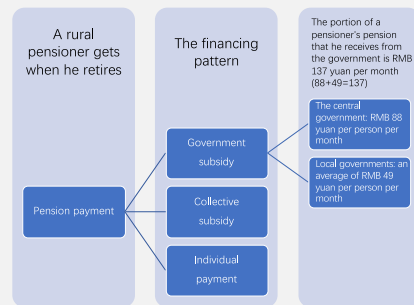 A rural
pensioner gets
when he retires
Pension payment
The financing
pattern
Government
subsidy
Collective
subsidy
Individual
payment
The portion of a
pensioner's pension
that he receives from
the government is RMB
137 yuan per month
(88+49=137)
The central
government: RMB 88
yuan per person per
month
Local governments: an
average of RMB 49
yuan per person per
month